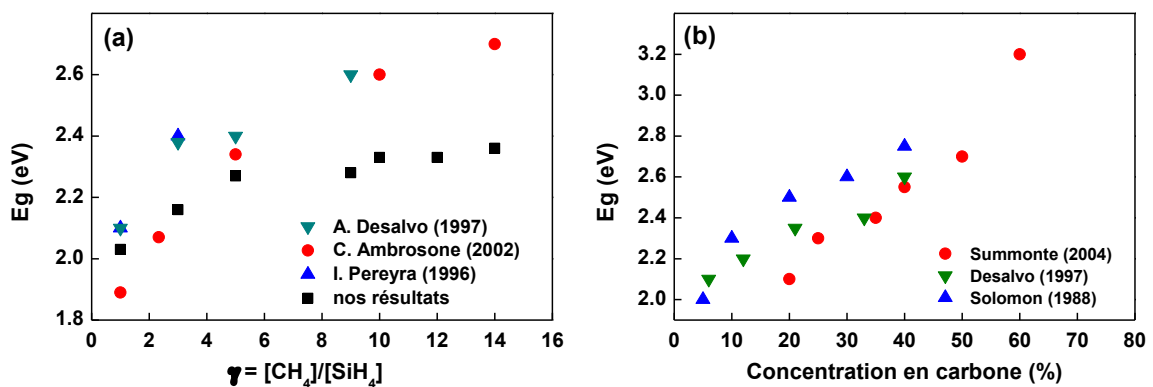 (a)
Eg (eV)
2.6
2.4
2.2
2.0
1.8
0 2 4 6 8 10 12 14 16
A. Desalvo (1997)
C. Ambrosone (2002)
I. Pereyra (1996)
nos résultats
γ = [CH₄]/[SiH₄]
(b)
Eg (eV)
3.2
3.0
2.8
2.6
2.4
2.2
2.0
0 10 20 30 40 50 60 70 80
Summonte (2004)
Desalvo (1997)
Solomon (1988)
Concentration en carbone (%)